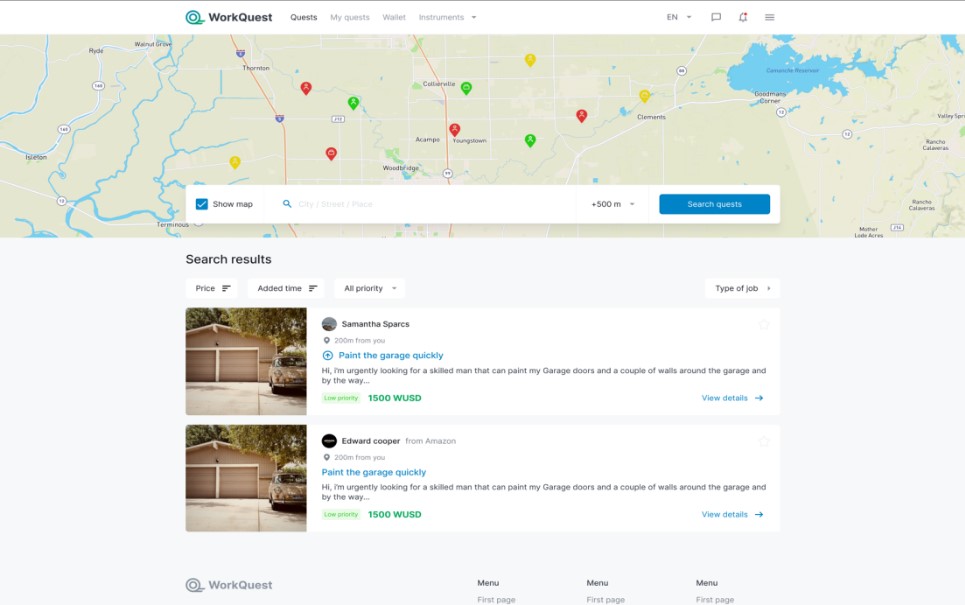 WorkQuest
Quests
My quests
Wallet
Instruments
EN
Walnut Grove
Ryde
Thornton
Collierville
Camanche Reservoir
Goodmans
Corner
Clements
Valley Spri
Acampo
Youngstown
Rancho
Calaveras
Isleton
Woodbridge
Rancho
Calaveras
Terminous
Mother
Lode Acres
Show map
City / Street / Place
+500 m
Search quests
Search results
Price
Added time
All priority
Type of job
Samantha Sparcs
200m from you
Paint the garage quickly
Hi, i'm urgently looking for a skilled man that can paint my Garage doors and a couple of walls around the garage and
by the way...
Low priority
1500 WUSD
View details
Edward cooper from Amazon
200m from you
Paint the garage quickly
Hi, i'm urgently looking for a skilled man that can paint my Garage doors and a couple of walls around the garage and
by the way...
Low priority
1500 WUSD
View details
WorkQuest
Menu
Menu
Menu
First page
First page
First page